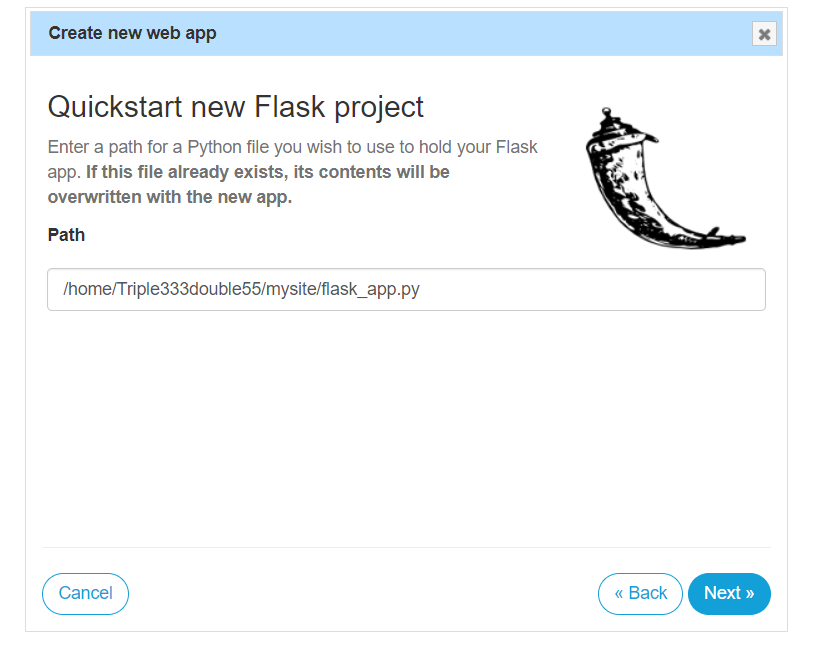 Create new web app
Quickstart new Flask project
Enter a path for a Python file you wish to use to hold your Flask
app. If this file already exists, its contents will be
overwritten with the new app.
Path
/home/Triple333double55/mysite/flask_app.py
Cancel
« Back
Next »